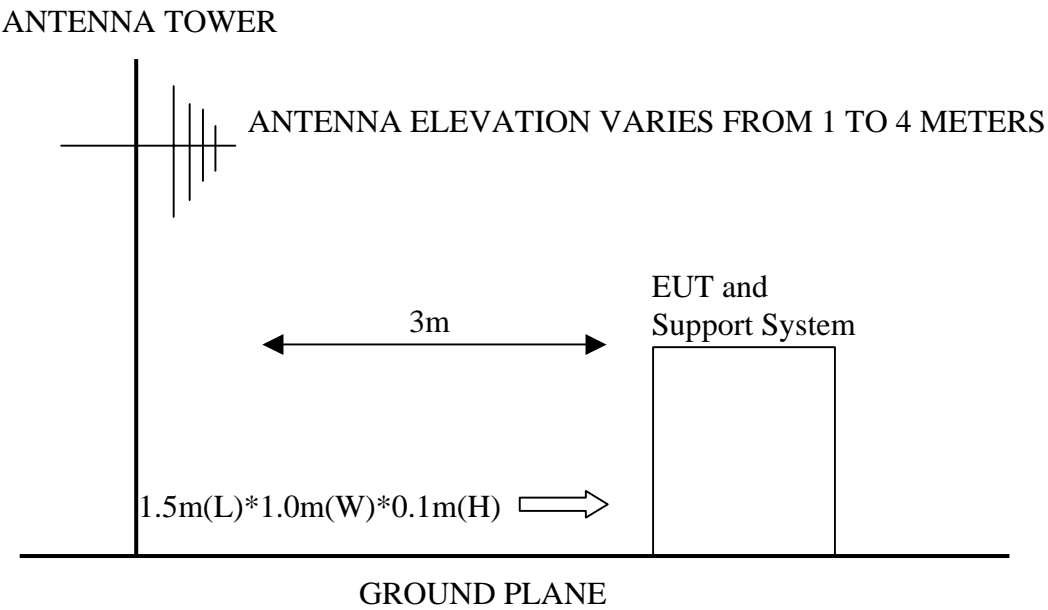 ANTENNA TOWER
ANTENNA ELEVATION VARIES FROM 1 TO 4 METERS
EUT and
Support System
3m
1.5m(L)*1.0m(W)*0.1m(H)
GROUND PLANE